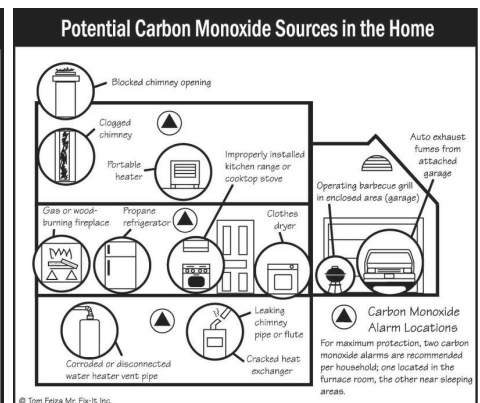 Potential Carbon Monoxide Sources in the Home
Blocked chimney opening
Clogged
chimney
Portable
heater
Improperly installed
kitchen range or
cooktop stove
Auto exhaust
fumes from
attached
garage
Operating barbecue grill
in enclosed area (garage)
Gas or wood-
burning fireplace
Propane
refrigerator
Clothes
dryer
Leaking
chimney
pipe or flute
Cracked heat
exchanger
Corroded or disconnected
water heater vent pipe
Carbon Monoxide
Alarm Locations
For maximum protection, two carbon
monoxide alarms are recommended
per household; one located in the
furnace room, the other near sleeping
areas.
© Tom Feiza Mr. Fix-It Inc.